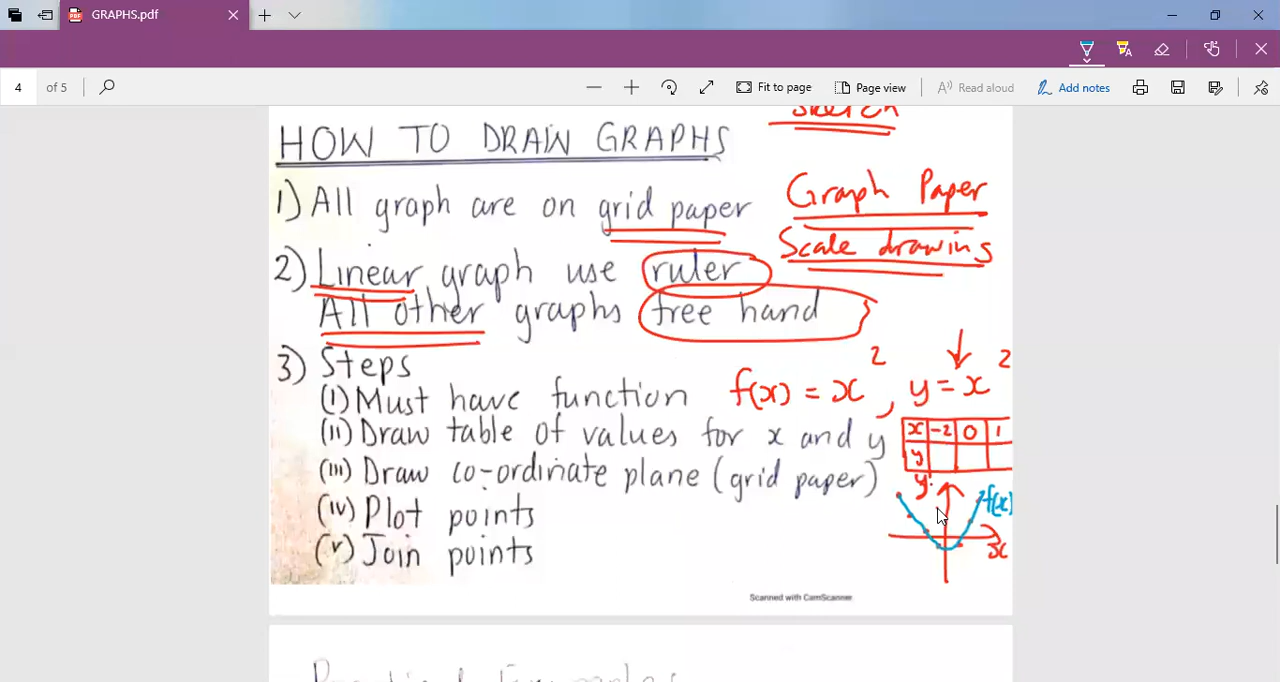 GRAPHS.pdf
4 of 5
Fit to page
Page view
Read aloud
Add notes
Sketch
HOW TO DRAW GRAPHS
1) All graph are on grid paper
Graph Paper
Scale drawing
2) Linear graph use ruler
All other graphs free hand
3) Steps
(i) Must have function f(x) = x², y = x²
(ii) Draw table of values for x and y
x -2 0 1
y
(iii) Draw co-ordinate plane (grid paper)
y
f(x)
x
(iv) Plot points
(v) Join points
Scanned with CamScanner
Practical Examples